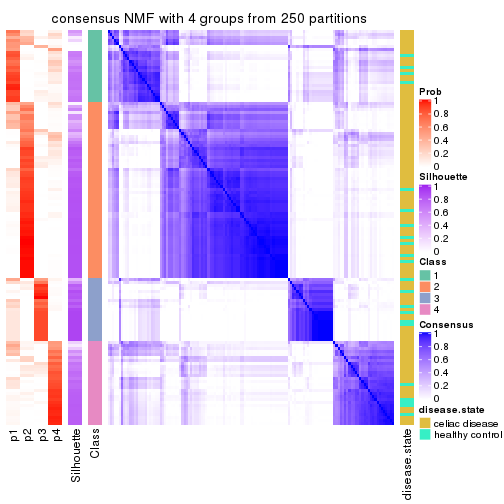 consensus NMF with 4 groups from 250 partitions
Prob
1
0.8
0.6
0.4
0.2
0
Silhouette
1
0.8
0.6
0.4
0.2
0
Class
1
2
3
4
Consensus
1
0.8
0.6
0.4
0.2
0
disease.state
celiac disease
healthy control
p1
p2
p3
p4
Silhouette
Class
disease.state